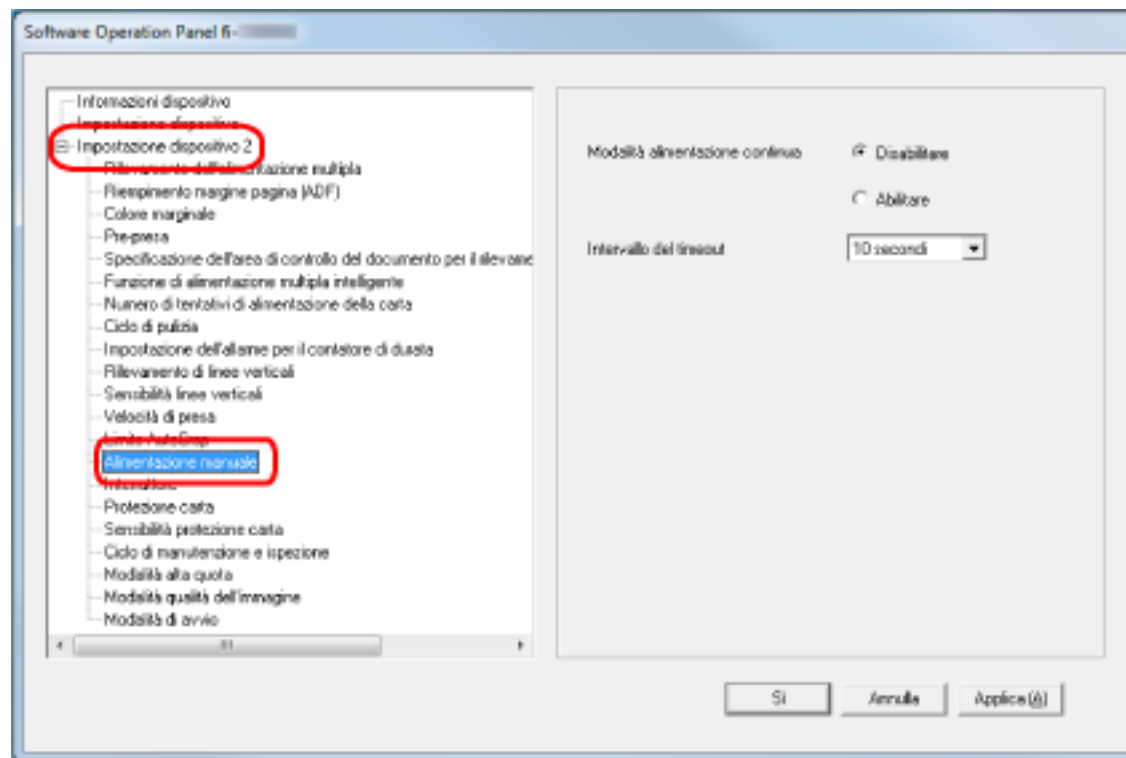 Software Operation Panel fi-
Informazioni dispositivo
Impostazione dispositivo
Impostazione dispositivo 2
Rilevamento dell'alimentazione multipla
Riempimento margine pagina (ADF)
Colore marginale
Pre-presa
Specificazione dell'area di controllo del documento per il rilevame
Funzione di alimentazione multipla intelligente
Numero di tentativi di alimentazione della carta
Ciclo di pulizia
Impostazione dell'allarme per il contatore di durata
Rilevamento di linee verticali
Sensibilità linee verticali
Velocità di presa
Limite AutoCrop
Alimentazione manuale
Interruttore
Protezione carta
Sensibilità protezione carta
Ciclo di manutenzione e ispezione
Modalità alta quota
Modalità qualità dell'immagine
Modalità di avvio
Modalità alimentazione continua
Disabilitare
Abilitare
Intervallo del timeout
10 secondi
Sì
Annulla
Applica (A)